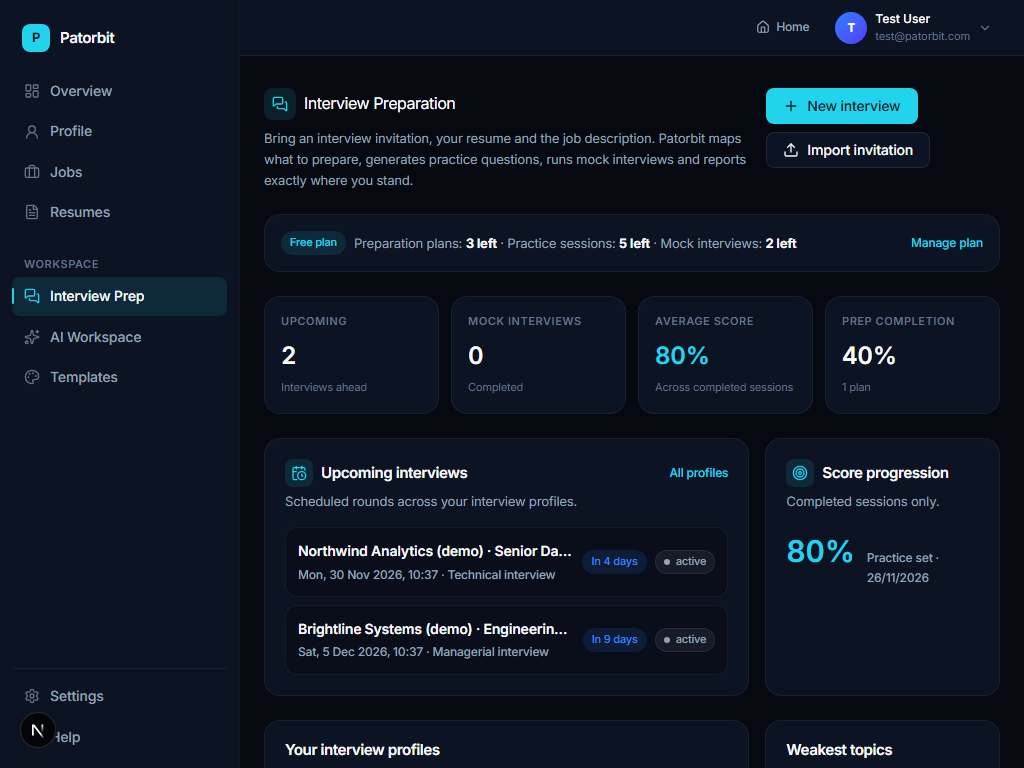 P Patorbit
Overview
Profile
Jobs
Resumes
WORKSPACE
Interview Prep
AI Workspace
Templates
Settings
Help
N
Home
T
Test User
test@patorbit.com
Interview Preparation
Bring an interview invitation, your resume and the job description. Patorbit maps
what to prepare, generates practice questions, runs mock interviews and reports
exactly where you stand.
New interview
Import invitation
Free plan Preparation plans: 3 left · Practice sessions: 5 left · Mock interviews: 2 left Manage plan
UPCOMING
2
Interviews ahead
MOCK INTERVIEWS
0
Completed
AVERAGE SCORE
80%
Across completed sessions
PREP COMPLETION
40%
1 plan
Upcoming interviews All profiles
Scheduled rounds across your interview profiles.
Northwind Analytics (demo) · Senior Da...
Mon, 30 Nov 2026, 10:37 · Technical interview
In 4 days active
Brightline Systems (demo) · Engineerin...
Sat, 5 Dec 2026, 10:37 · Managerial interview
In 9 days active
Score progression
Completed sessions only.
80% Practice set ·
26/11/2026
Your interview profiles
Weakest topics